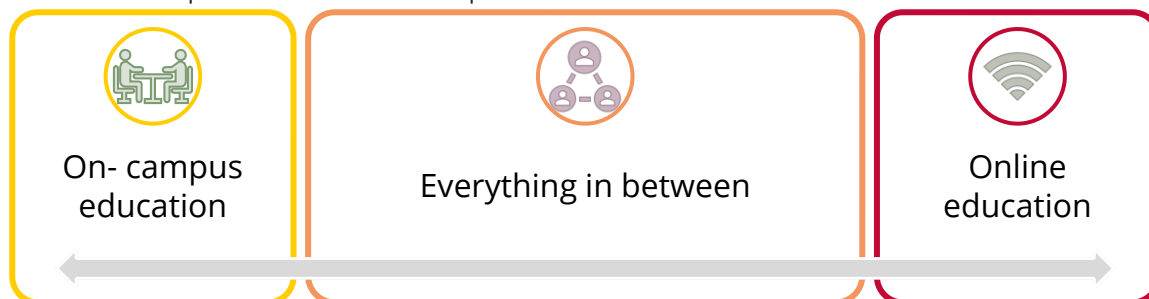 On- campus
education
Everything in between
Online
education